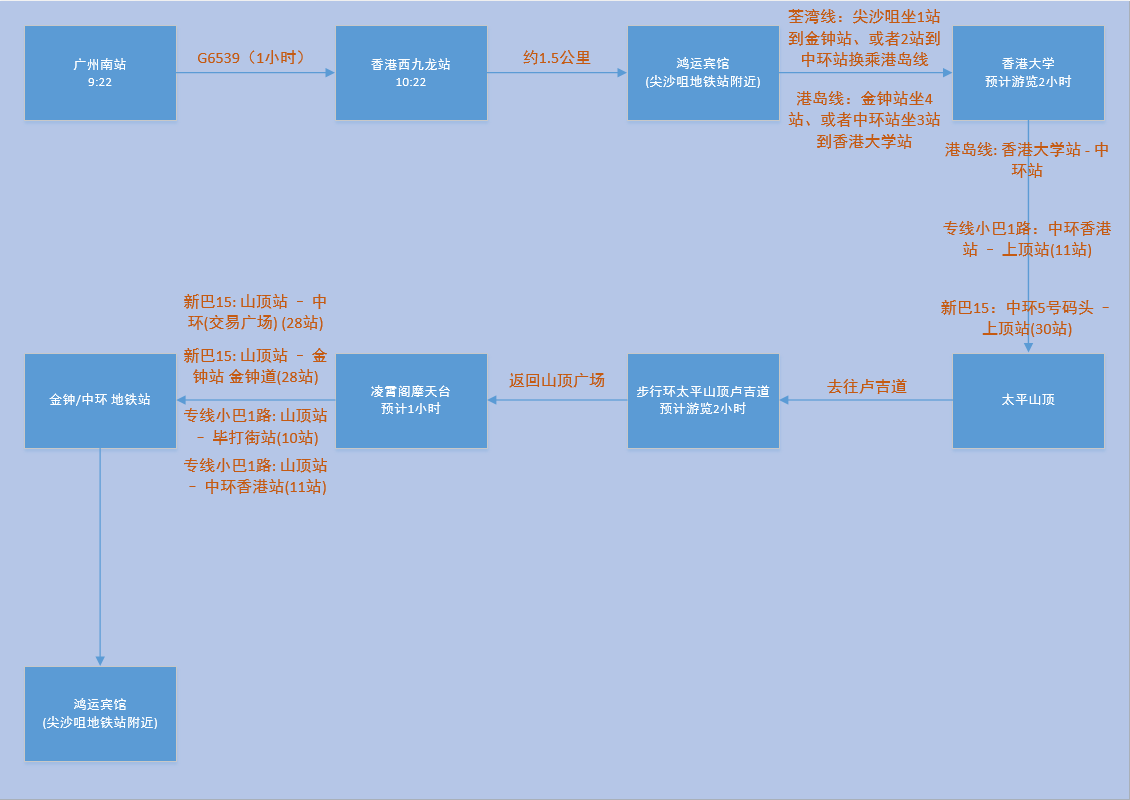 广州南站
9:22
G6539（1小时）
香港西九龙站
10:22
约1.5公里
鸿运宾馆
(尖沙咀地铁站附近)
荃湾线：尖沙咀坐1站
到金钟站、或者2站到
中环站换乘港岛线
港岛线：金钟站坐4
站、或者中环站坐3站
到香港大学站
香港大学
预计游览2小时
港岛线: 香港大学站 - 中
环站
专线小巴1路：中环香港
站 － 上顶站(11站)
新巴15：中环5号码头 －
上顶站(30站)
太平山顶
去往卢吉道
步行环太平山顶卢吉道
预计游览2小时
返回山顶广场
凌霄阁摩天台
预计1小时
新巴15: 山顶站 － 中
环(交易广场) (28站)
新巴15: 山顶站 － 金
钟站 金钟道(28站)
专线小巴1路: 山顶站
－ 毕打街站(10站)
专线小巴1路: 山顶站
－ 中环香港站(11站)
金钟/中环 地铁站
鸿运宾馆
(尖沙咀地铁站附近)